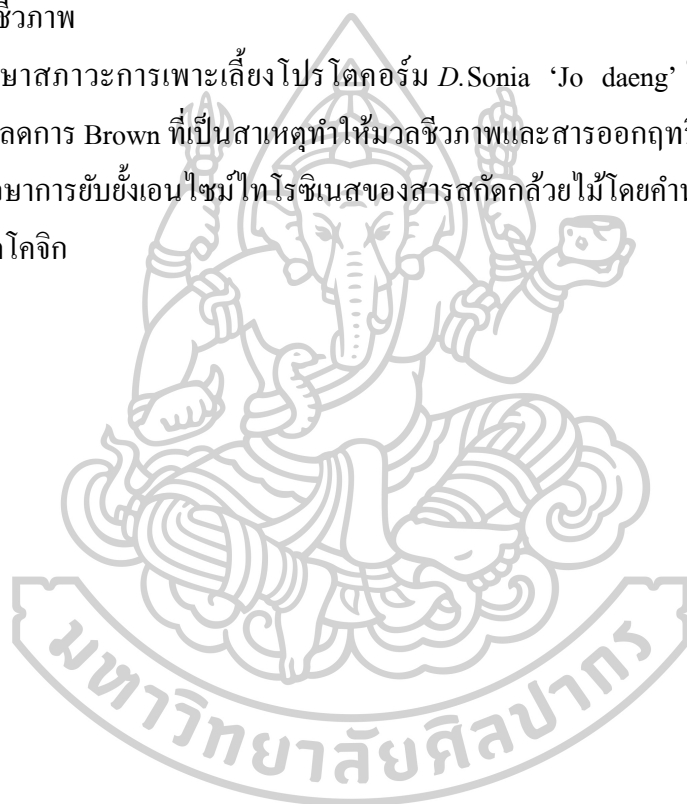 ชีวภาพ
ษาสภาวะการเพาะเลี้ยงโปรโตคอร์ม D.Sonia ‘Jo daeng’
ลดการ Brown ที่เป็นสาเหตุทำให้มวลชีวภาพและสารออกฤทธิ
ษาการยับยั้งเอนไซม์ไทโรซิเนสของสารสกัดกล้วยไม้โดยคำน
โคจิก
มหาวิทยาลัยศิลปากร